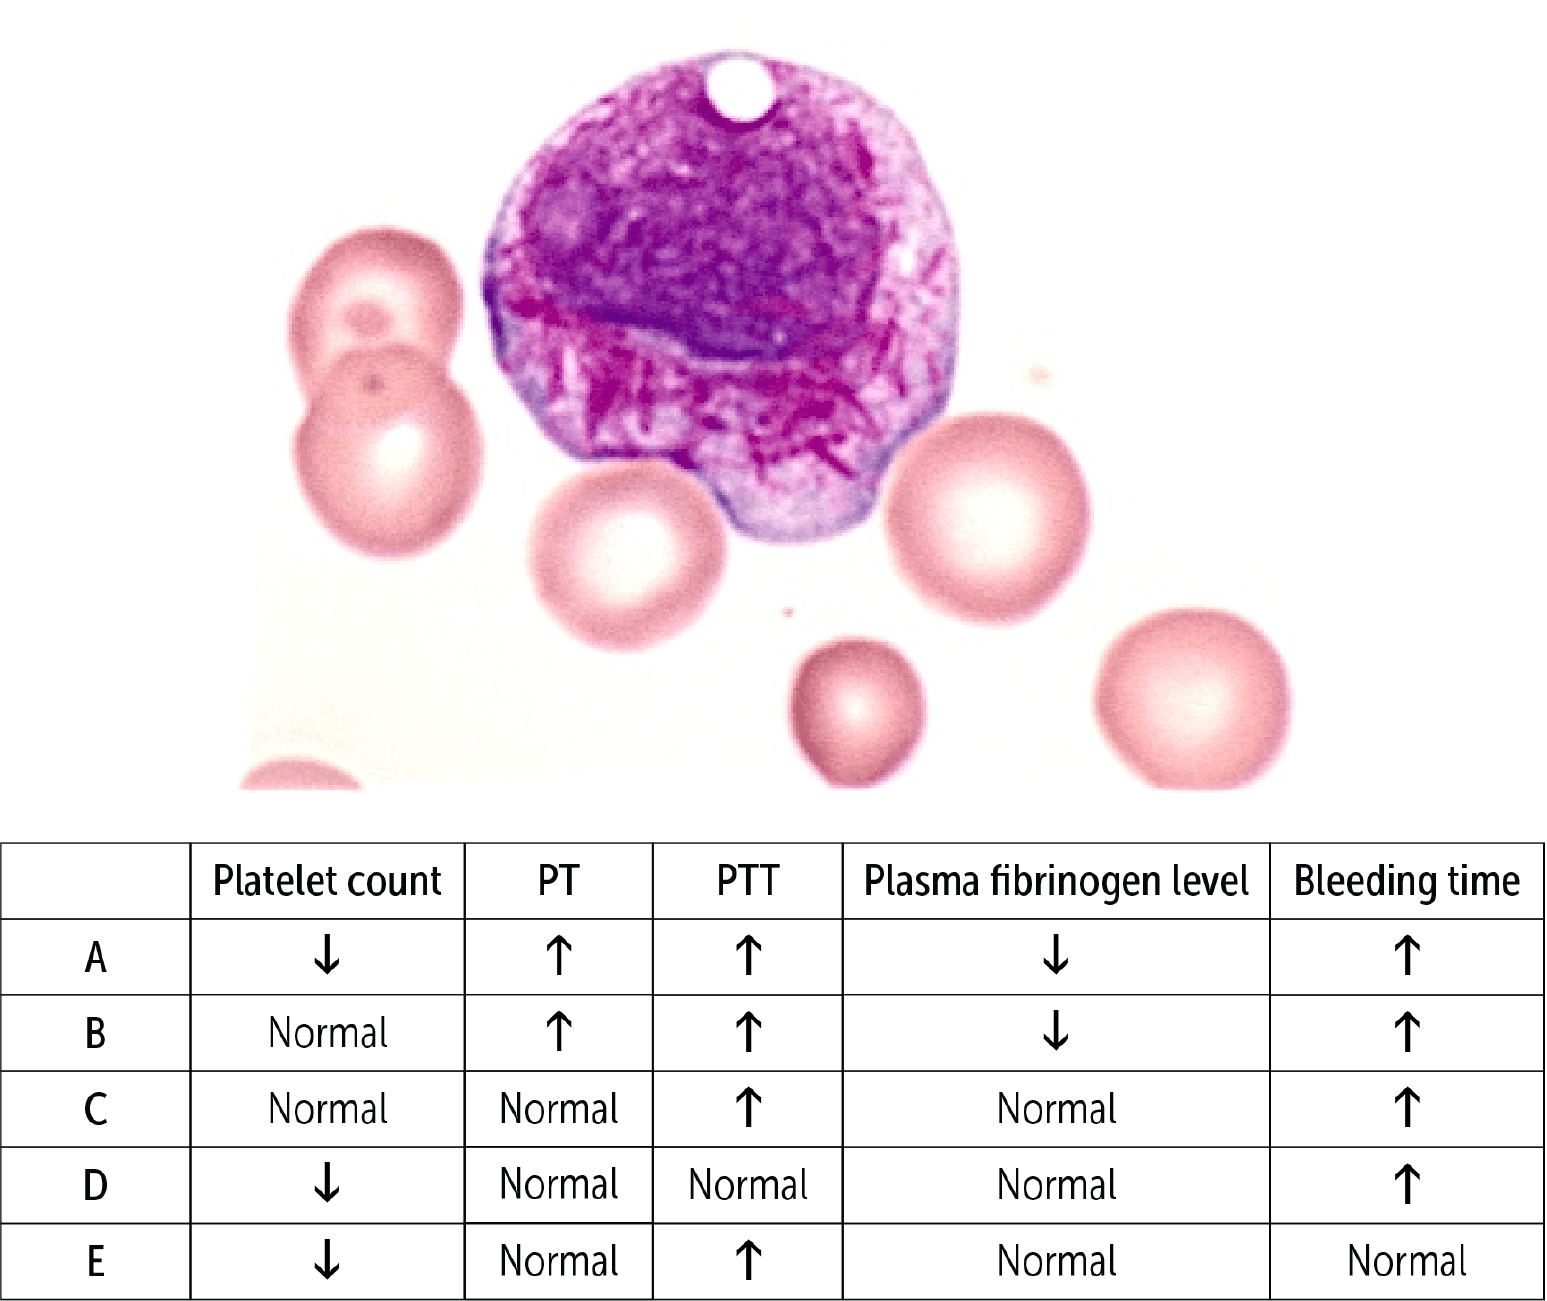 Platelet count PT PTT Plasma fibrinogen level Bleeding time
A ↓ ↑ ↑ ↓ ↑
B Normal ↑ ↑ ↓ ↑
C Normal Normal ↑ Normal ↑
D ↓ Normal Normal Normal ↑
E ↓ Normal ↑ Normal Normal